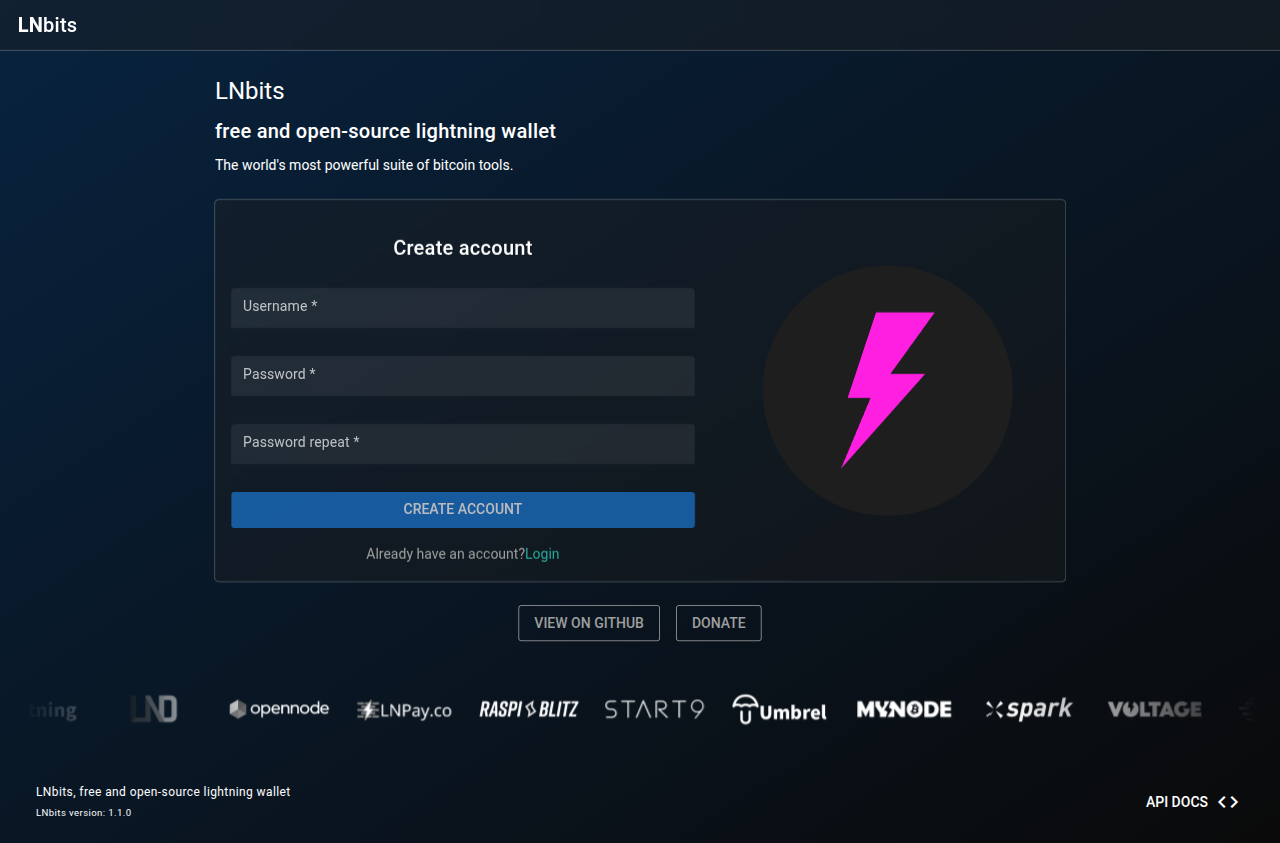 LNbits
LNbits
free and open-source lightning wallet
The world's most powerful suite of bitcoin tools.
Create account
Username *
Password *
Password repeat *
CREATE ACCOUNT
Already have an account?Login
VIEW ON GITHUB
DONATE
tning
LND
opennode
LNPay.co
RASPIBLITZ
START9
Umbrel
MYNODE
spark
VOLTAGE
LNbits, free and open-source lightning wallet
LNbits version: 1.1.0
API DOCS